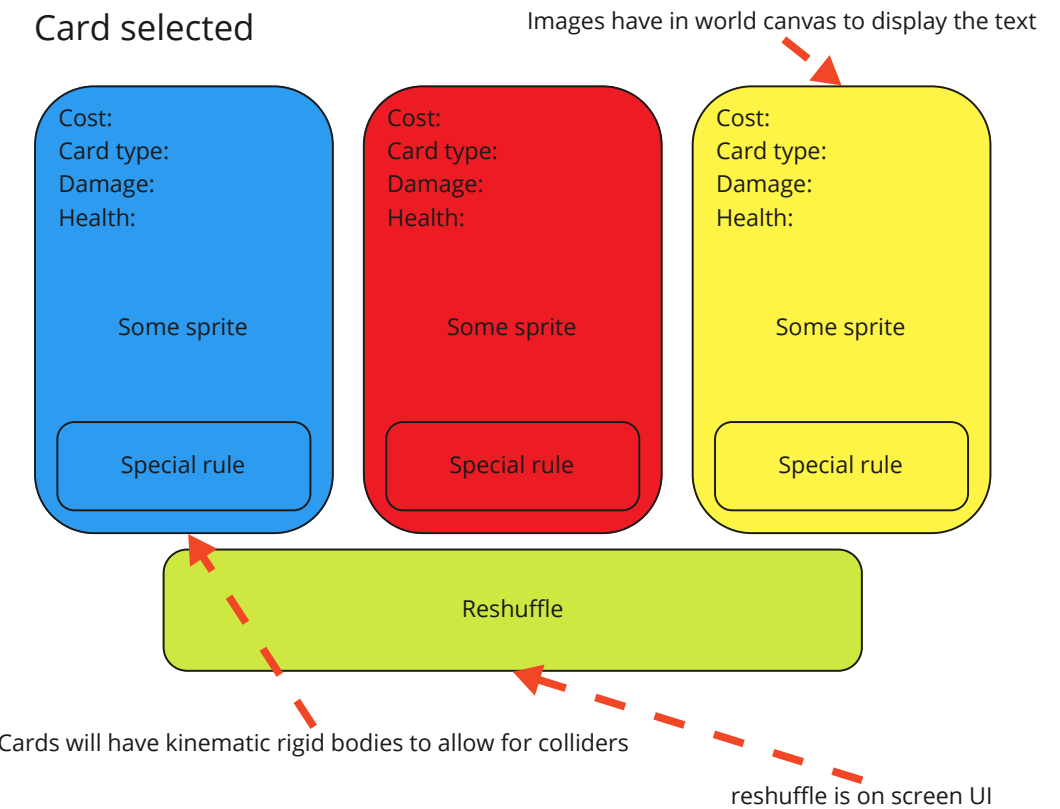 Card selected
Images have in world canvas to display the text
Cost:
Card type:
Damage:
Health:
Some sprite
Special rule
Cost:
Card type:
Damage:
Health:
Some sprite
Special rule
Cost:
Card type:
Damage:
Health:
Some sprite
Special rule
Reshuffle
Cards will have kinematic rigid bodies to allow for colliders
reshuffle is on screen UI